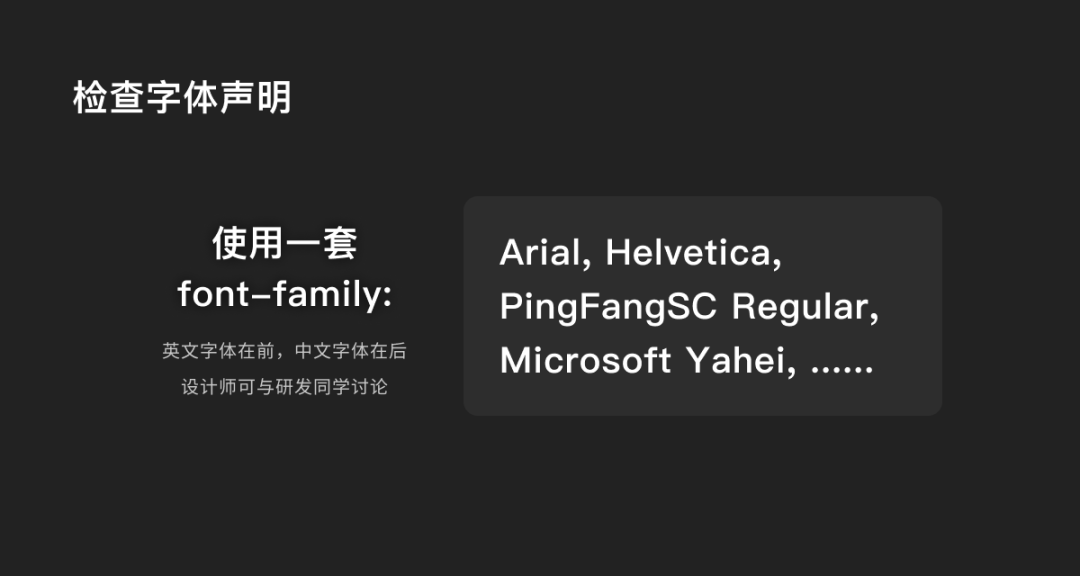 检查字体声明
使用一套
font-family:
英文字体在前，中文字体在后
设计师可与研发同学讨论
Arial, Helvetica,
PingFangSC Regular,
Microsoft Yahei, ......